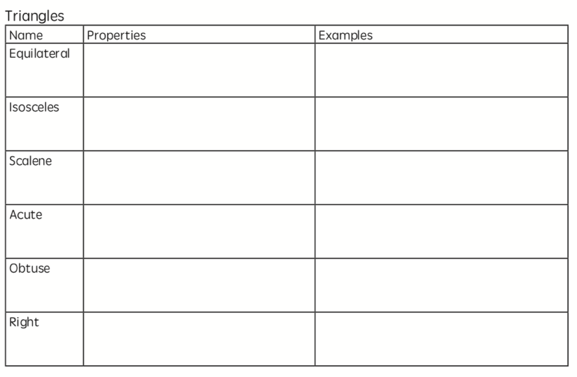 Triangles
Name Properties Examples
Equilateral
Isosceles
Scalene
Acute
Obtuse
Right